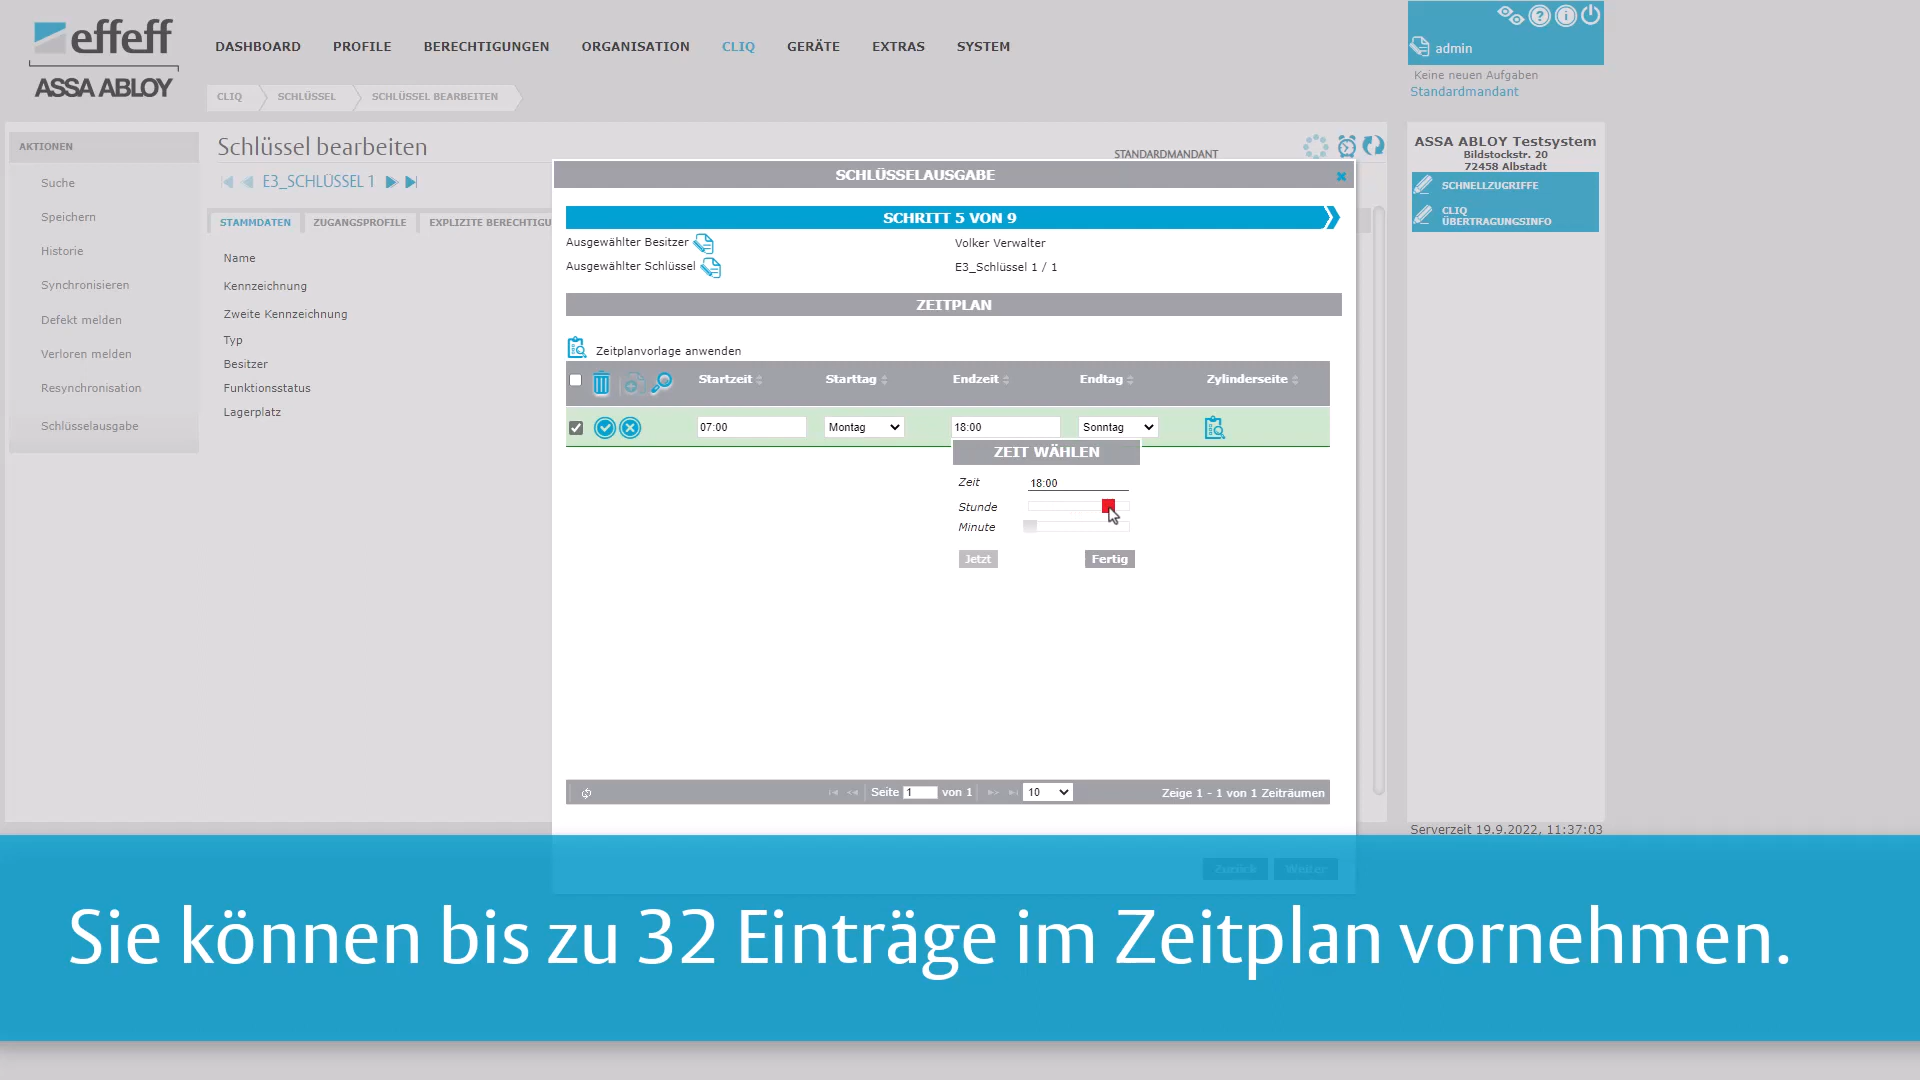 effeff
ASSA ABLOY
DASHBOARD PROFILE BERECHTIGUNGEN ORGANISATION CLIQ GERÄTE EXTRAS SYSTEM
admin
Keine neuen Aufgaben
Standardmandant
CLIQ SCHLÜSSEL SCHLÜSSEL BEARBEITEN
AKTIONEN
Suche
Speichern
Historie
Synchronisieren
Defekt melden
Verloren melden
Resynchronisation
Schlüsselausgabe
Schlüssel bearbeiten
STANDARDMANDANT
E3_SCHLÜSSEL 1
STAMMDATEN ZUGANGSPROFILE EXPLIZITE BERECHTIGU
Name
Kennzeichnung
Zweite Kennzeichnung
Typ
Besitzer
Funktionsstatus
Lagerplatz
SCHLÜSSELAUSGABE
SCHRITT 5 VON 9
Ausgewählter Besitzer Volker Verwalter
Ausgewählter Schlüssel E3_Schlüssel 1 / 1
ZEITPLAN
Zeitplanvorlage anwenden
Startzeit Starttag Endzeit Endtag Zylinderseite
07:00 Montag 18:00 Sonntag
ZEIT WÄHLEN
Zeit 18:00
Stunde
Minute
Jetzt Fertig
Seite 1 von 1 10 Zeige 1 - 1 von 1 Zeiträumen
Zurück Weiter
ASSA ABLOY Testsystem
Bildstockstr. 20
72458 Albstadt
SCHNELLZUGRIFFE
CLIQ
ÜBERTRAGUNGSINFO
Serverzeit 19.9.2022, 11:37:03
Sie können bis zu 32 Einträge im Zeitplan vornehmen.